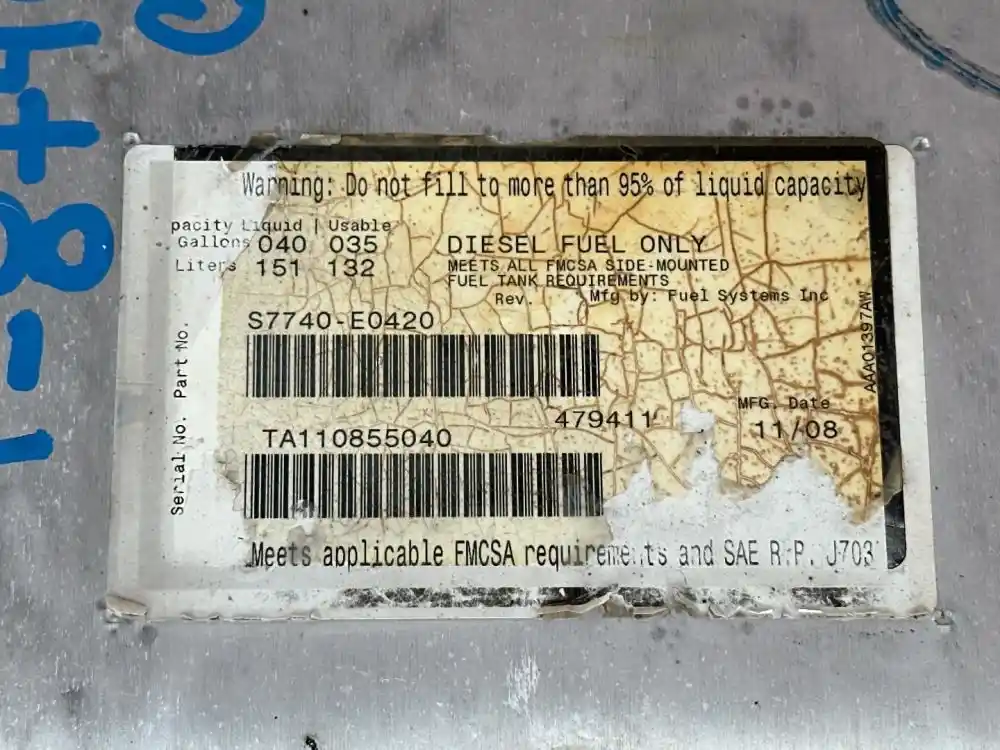 Warning: Do not fill to more than 95% of liquid capacity
pacity Liquid | Usable
Gallons 040 035
Liters 151 132
DIESEL FUEL ONLY
MEETS ALL FMCSA SIDE-MOUNTED
FUEL TANK REQUIREMENTS
Rev. Mfg by: Fuel Systems Inc
Part No.
S7740-E0420
AAA01397AW
479411
MFG. Date
11/08
Serial No.
TA110855040
Meets applicable FMCSA requirements and SAE R.P. J703